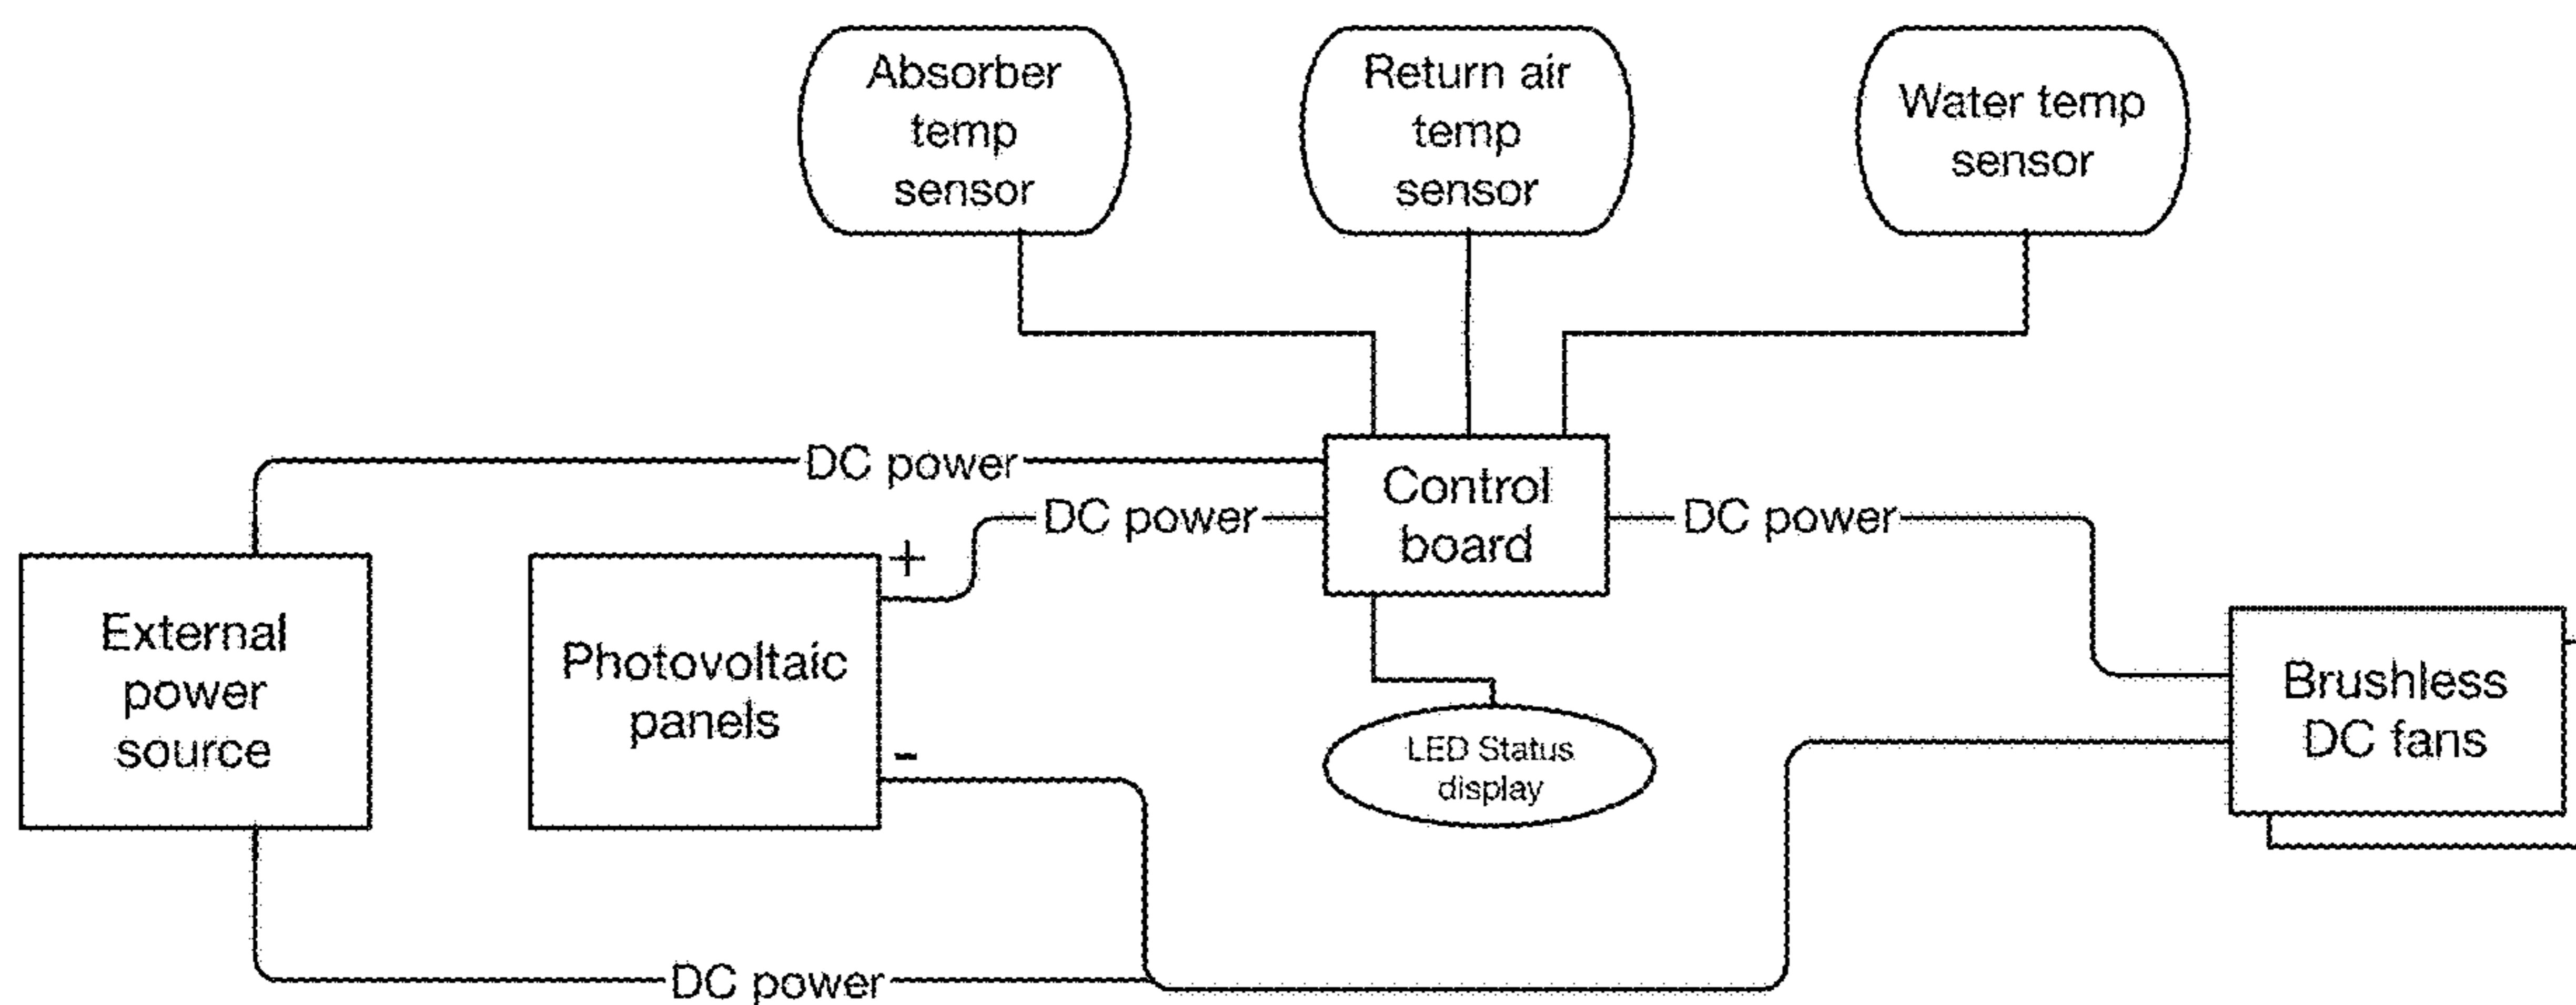 Absorber
temp
sensor
Return air
temp
sensor
Water temp
sensor
DC power
DC power
Control
board
DC power
+
External
power
source
Photovoltaic
panels
-
LED Status
display
Brushless
DC fans
DC power